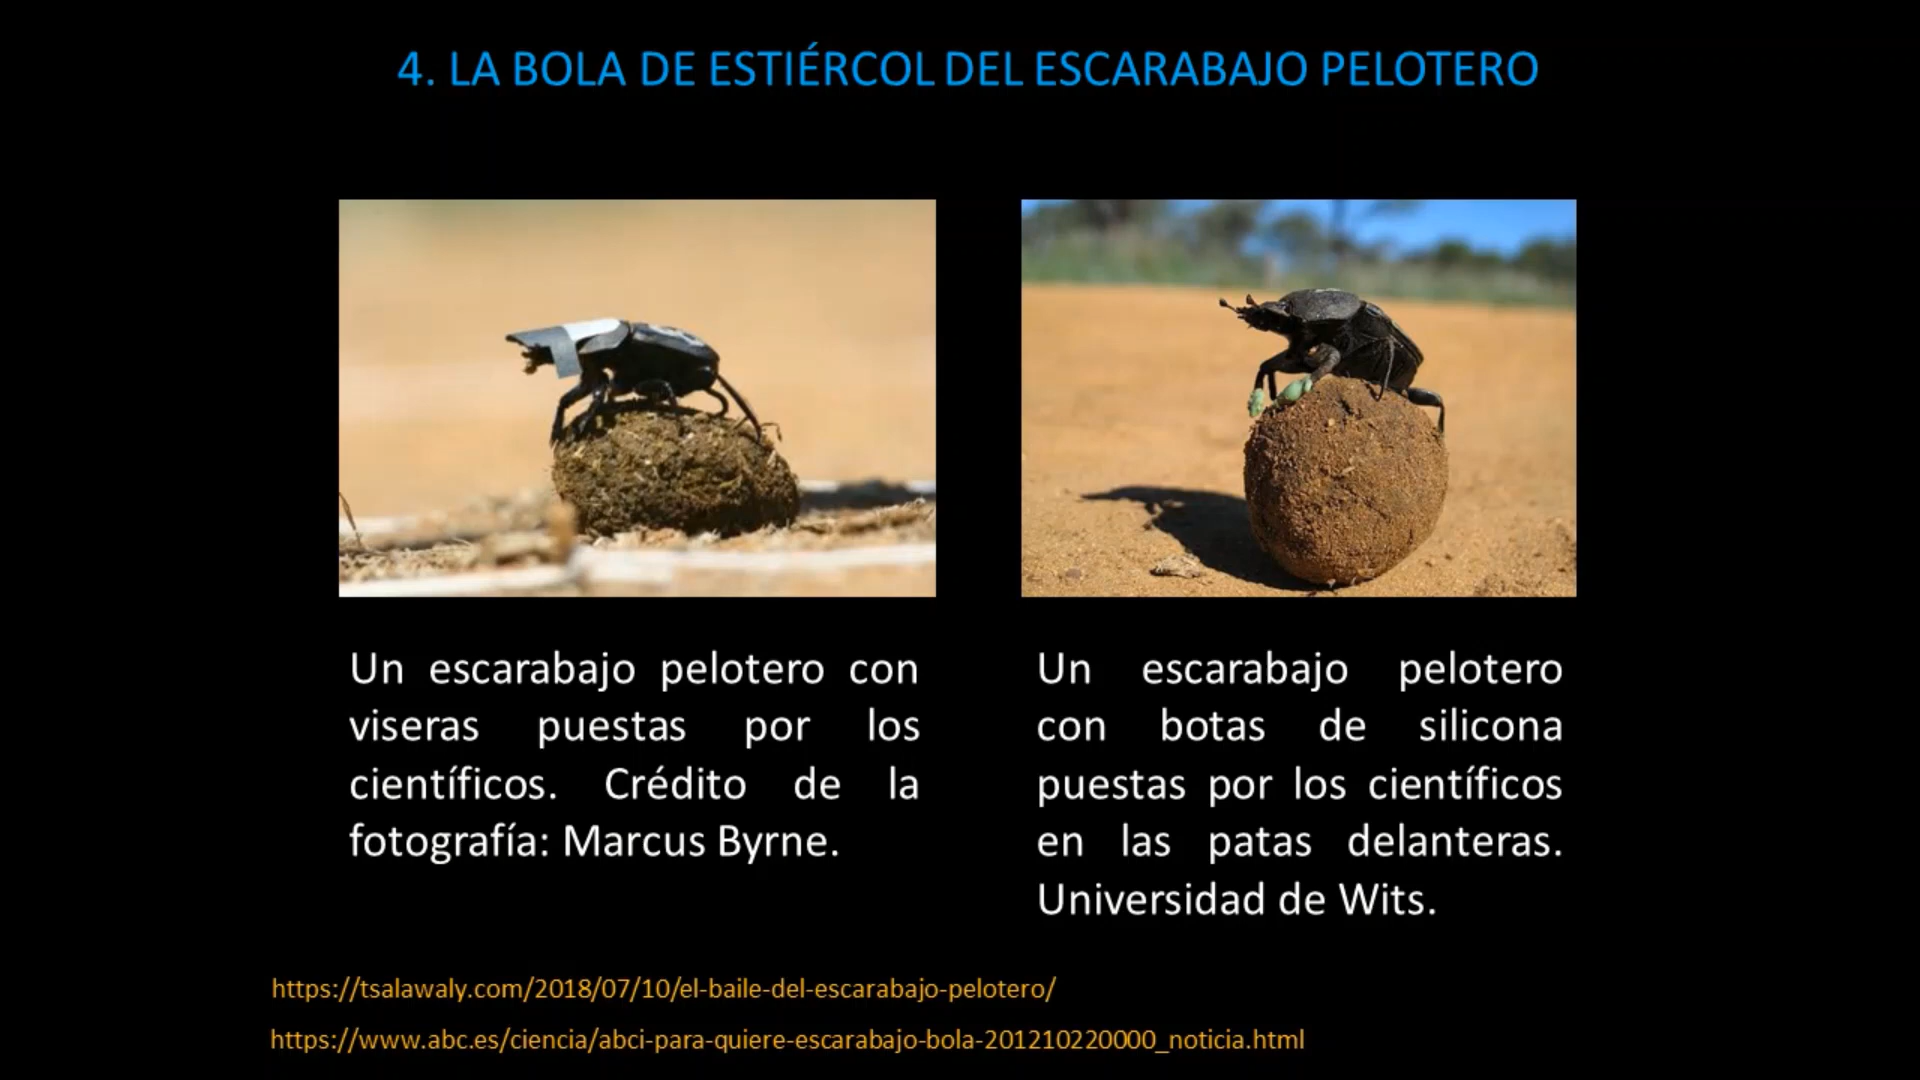 4. LA BOLA DE ESTIÉRCOL DEL ESCARABAJO PELOTERO
Un escarabajo pelotero con
viseras puestas por los
científicos. Crédito de la
fotografía: Marcus Byrne.
Un escarabajo pelotero
con botas de silicona
puestas por los científicos
en las patas delanteras.
Universidad de Wits.
https://tsalawaly.com/2018/07/10/el-baile-del-escarabajo-pelotero/
https://www.abc.es/ciencia/abci-para-quiere-escarabajo-bola-201210220000_noticia.html